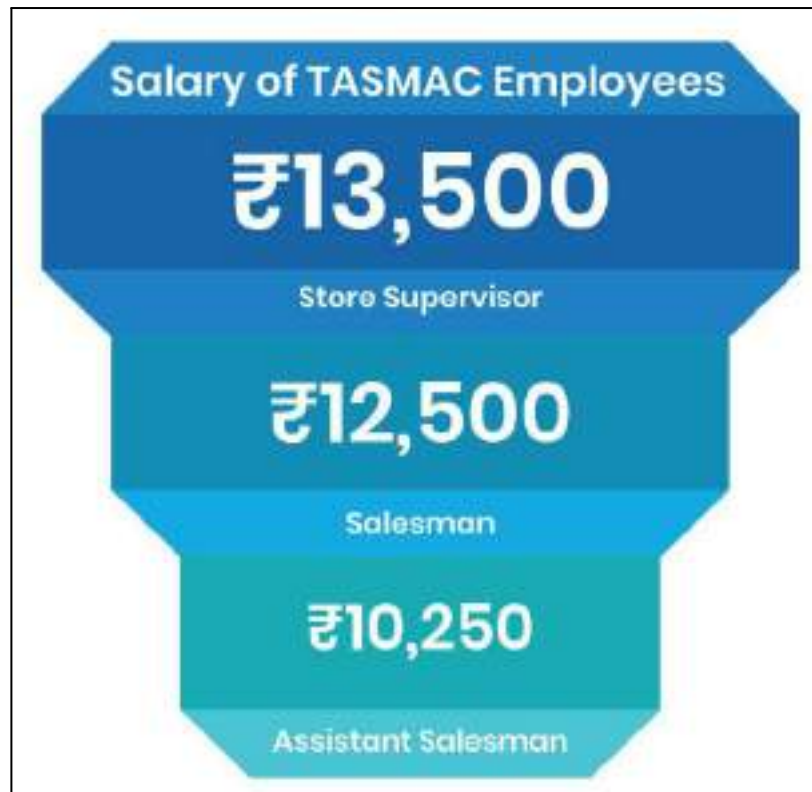 Salary of TASMAC Employees
₹13,500
Store Supervisor
₹12,500
Salesman
₹10,250
Assistant Salesman